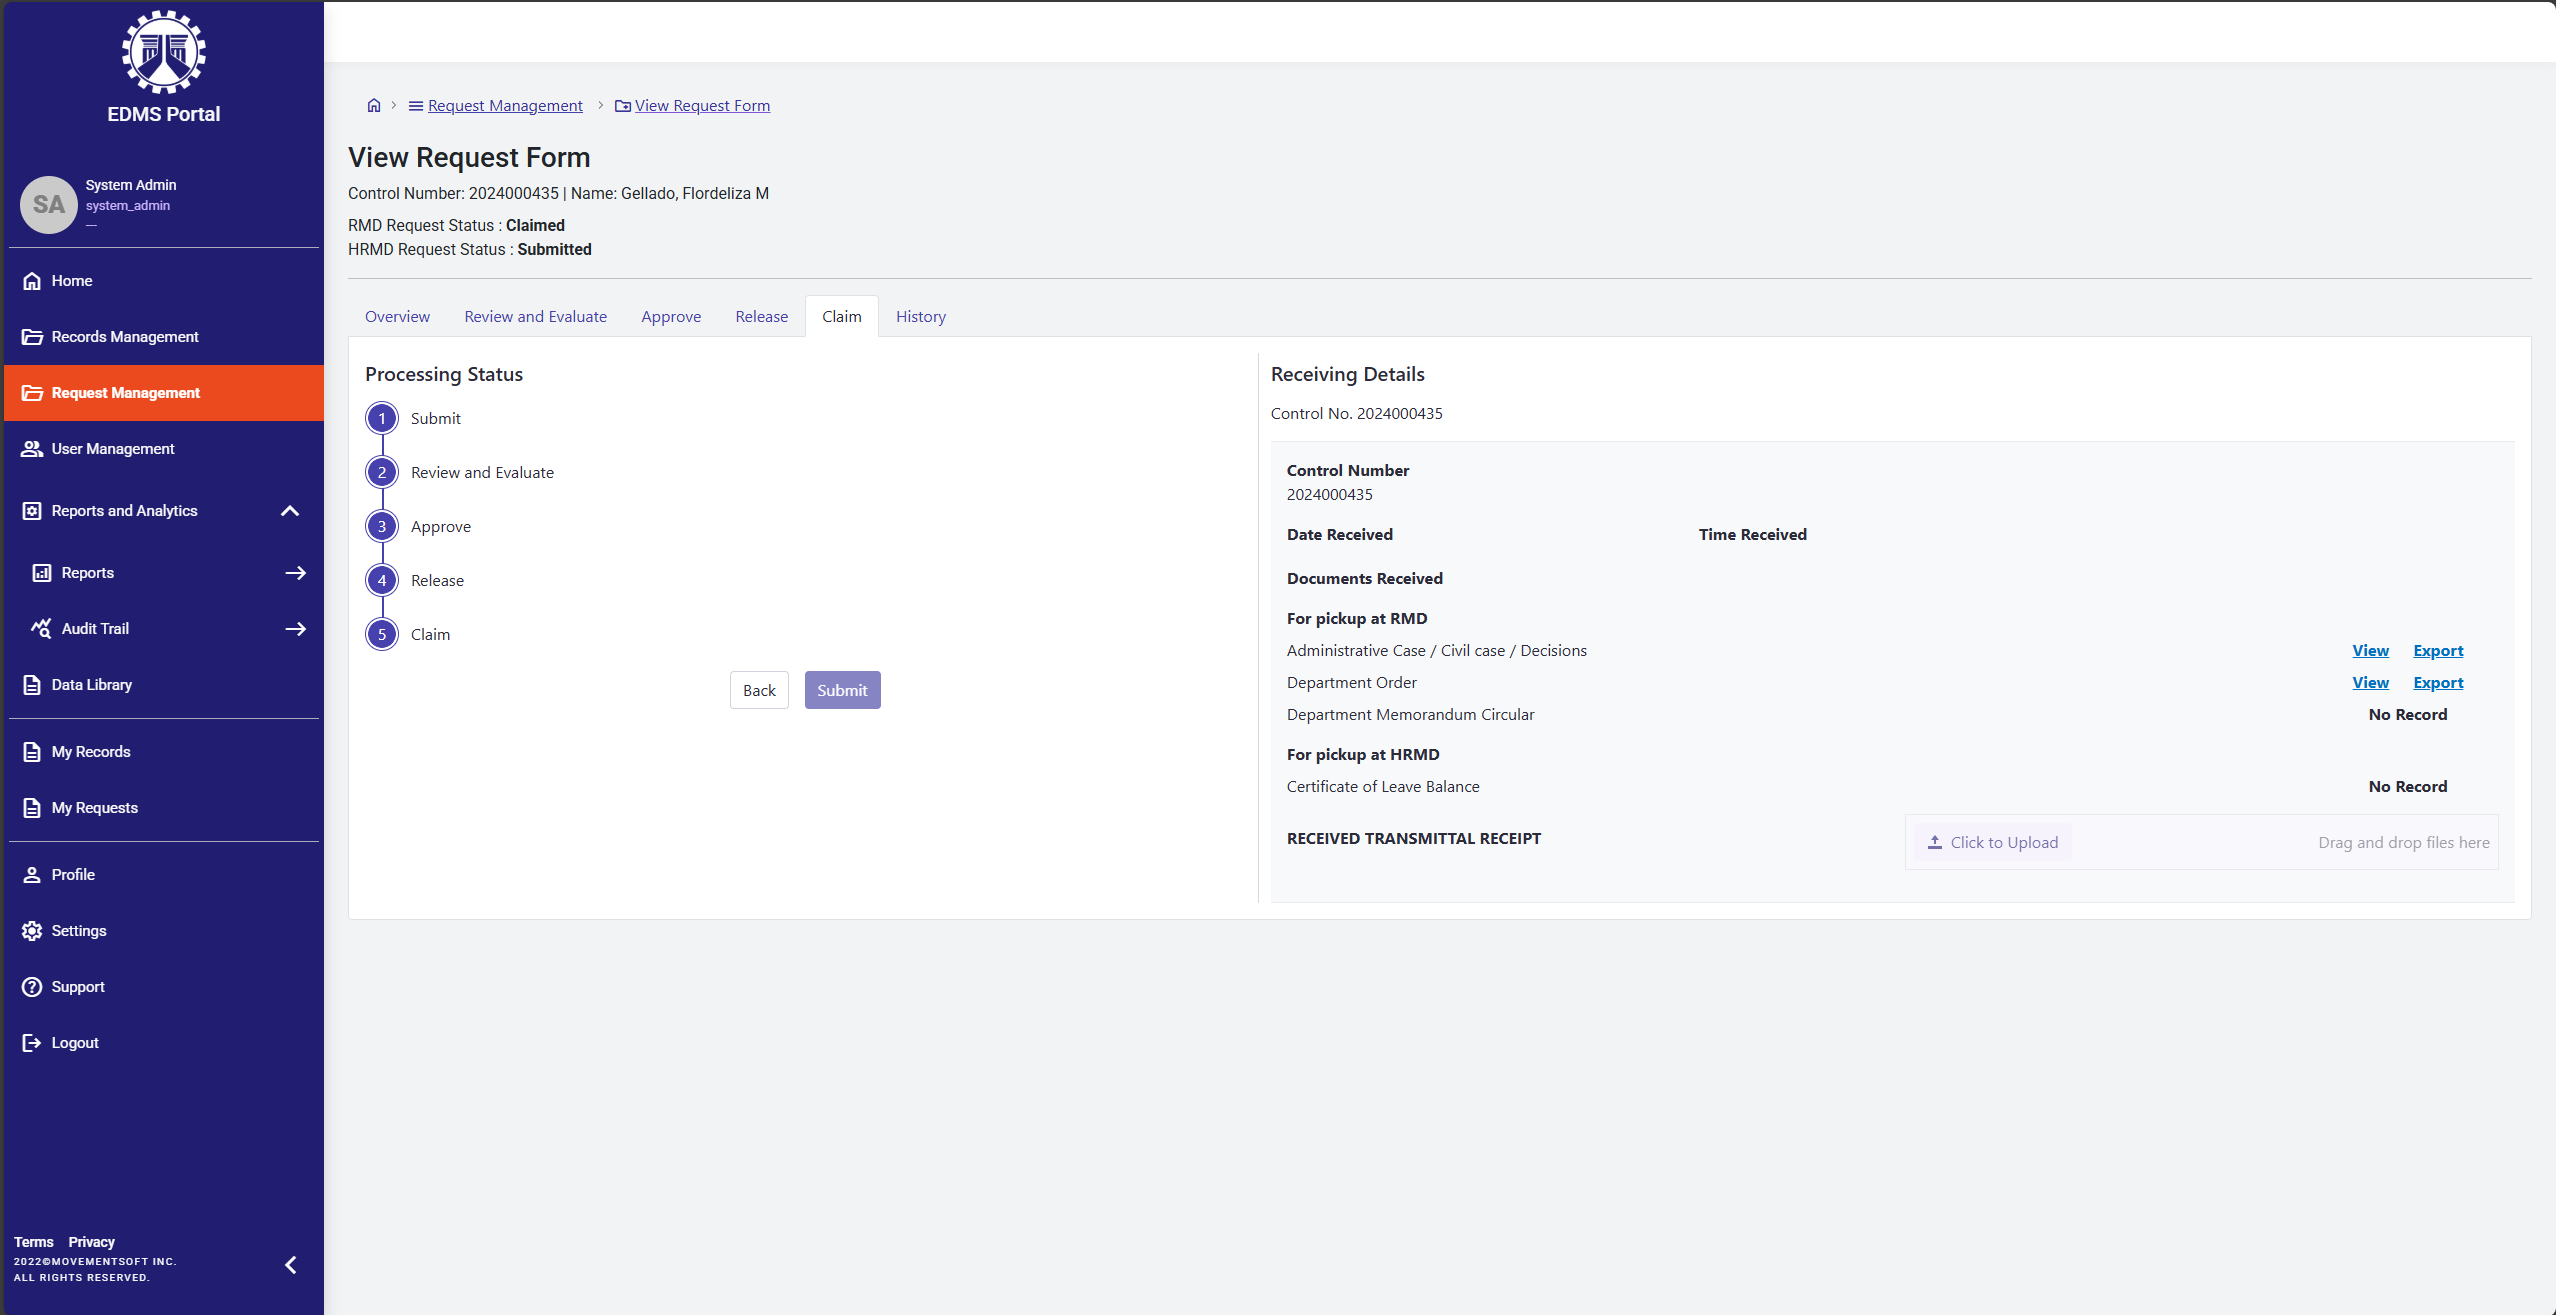 EDMS Portal
SA
System Admin
system_admin
—
Home
Records Management
Request Management
User Management
Reports and Analytics
Reports
Audit Trail
Data Library
My Records
My Requests
Profile
Settings
Support
Logout
Terms Privacy
2022©MOVEMENTSOFT INC.
ALL RIGHTS RESERVED.
Request Management > View Request Form
View Request Form
Control Number: 2024000435 | Name: Gellado, Flordeliza M
RMD Request Status : Claimed
HRMD Request Status : Submitted
Overview Review and Evaluate Approve Release Claim History
Processing Status
1 Submit
2 Review and Evaluate
3 Approve
4 Release
5 Claim
Back Submit
Receiving Details
Control No. 2024000435
Control Number
2024000435
Date Received Time Received
Documents Received
For pickup at RMD
Administrative Case / Civil case / Decisions View Export
Department Order View Export
Department Memorandum Circular No Record
For pickup at HRMD
Certificate of Leave Balance No Record
RECEIVED TRANSMITTAL RECEIPT Click to Upload Drag and drop files here